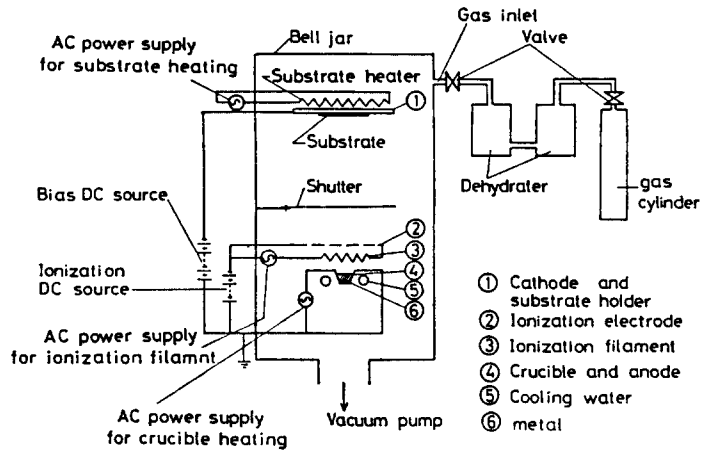 Gas inlet
Bell jar
Valve
AC power supply
for substrate heating
Substrate heater
①
Substrate
Dehydrater
gas
cylinder
Shutter
Bias DC source
②
③
Ionization
DC source
④
⑤
⑥
AC power supply
for ionization filamnt
AC power supply
for crucible heating
Vacuum pump
① Cathode and
substrate holder
② Ionization electrode
③ Ionization filament
④ Crucible and anode
⑤ Cooling water
⑥ metal